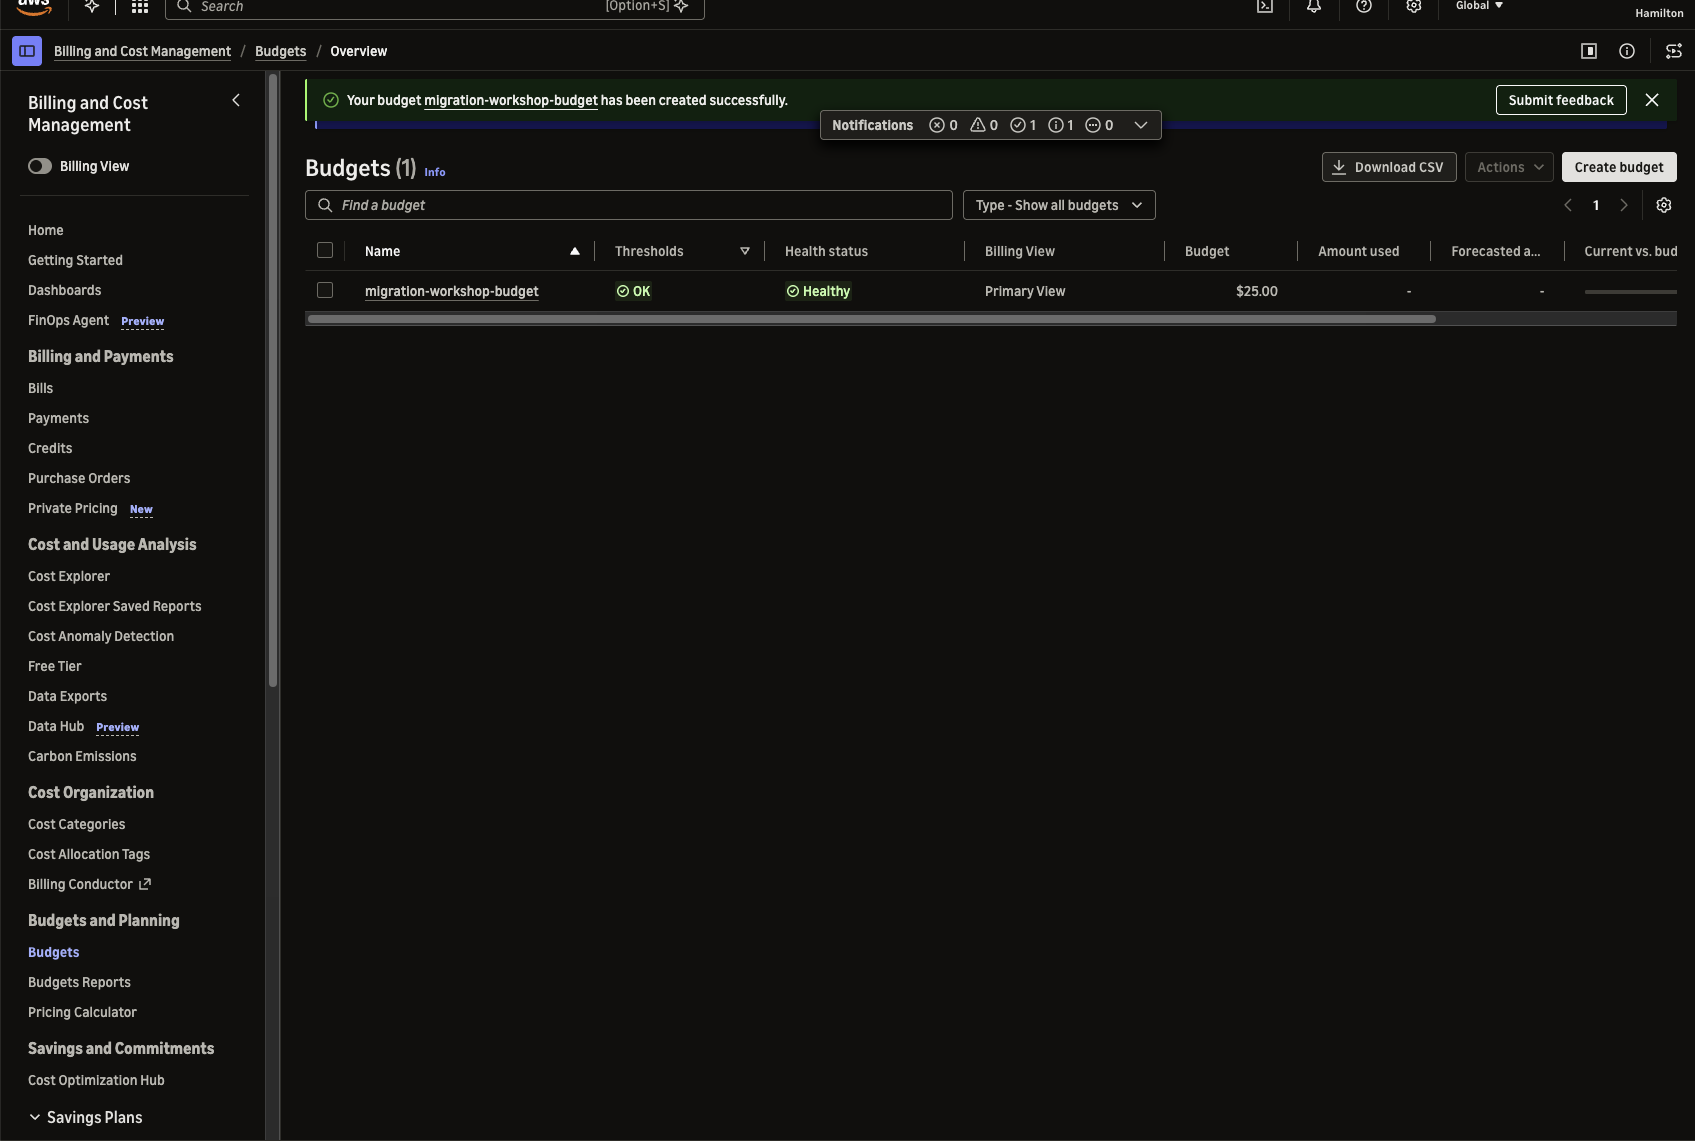 aws
Search
[Option+S]
Global
Hamilton
Billing and Cost Management / Budgets / Overview
Billing and Cost Management
Billing View
Home
Getting Started
Dashboards
FinOps Agent Preview
Billing and Payments
Bills
Payments
Credits
Purchase Orders
Private Pricing New
Cost and Usage Analysis
Cost Explorer
Cost Explorer Saved Reports
Cost Anomaly Detection
Free Tier
Data Exports
Data Hub Preview
Carbon Emissions
Cost Organization
Cost Categories
Cost Allocation Tags
Billing Conductor
Budgets and Planning
Budgets
Budgets Reports
Pricing Calculator
Savings and Commitments
Cost Optimization Hub
Savings Plans
Your budget migration-workshop-budget has been created successfully.
Submit feedback
Notifications 0 0 1 1 0
Budgets (1) Info
Download CSV
Actions
Create budget
Find a budget
Type - Show all budgets
1
Name Thresholds Health status Billing View Budget Amount used Forecasted a... Current vs. bud
migration-workshop-budget OK Healthy Primary View $25.00 - -